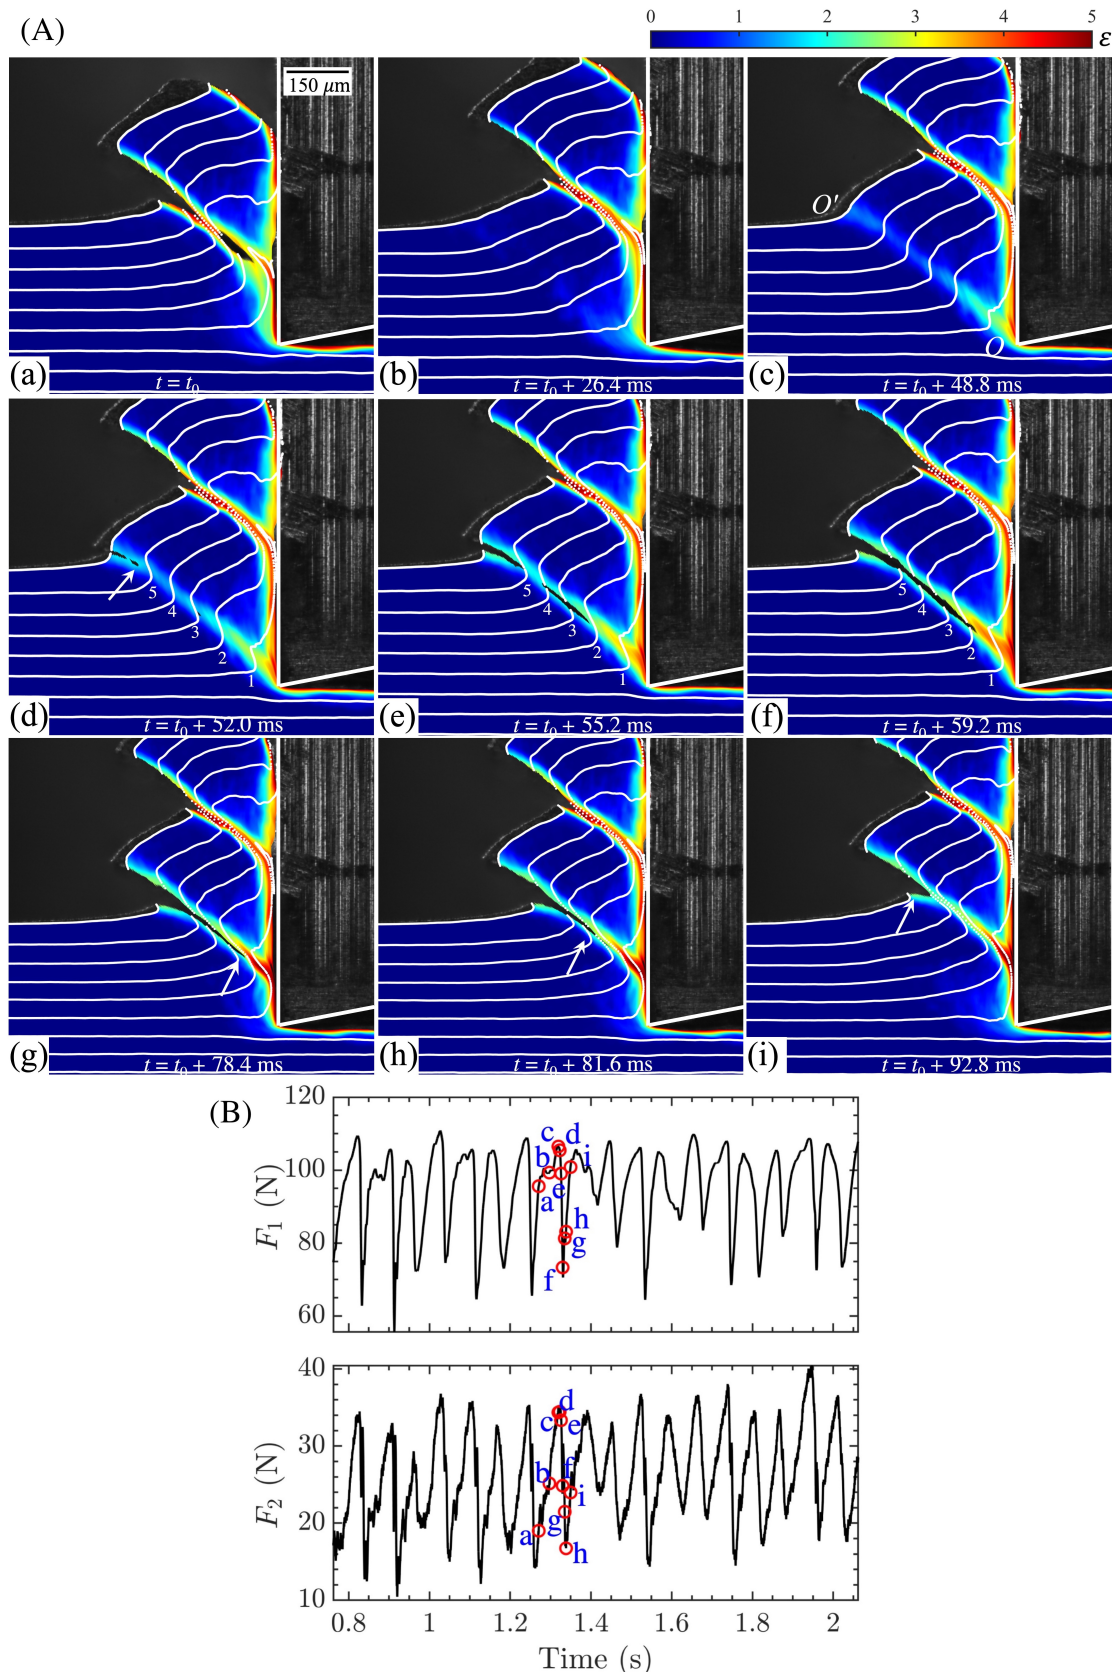 (A)
0 1 2 3 4 5
ε
150 μm
(a) t = t₀
(b) t = t₀ + 26.4 ms
O'
O
(c) t = t₀ + 48.8 ms
5
4
3
2
1
(d) t = t₀ + 52.0 ms
5
4
3
2
1
(e) t = t₀ + 55.2 ms
5
4
3
2
1
(f) t = t₀ + 59.2 ms
(g) t = t₀ + 78.4 ms
(h) t = t₀ + 81.6 ms
(i) t = t₀ + 92.8 ms
(B)
120
100
80
60
F₁ (N)
c d
b i
a e
h
g
f
40
30
20
10
F₂ (N)
d
c e
b f
i
a g
h
0.8 1 1.2 1.4 1.6 1.8 2
Time (s)